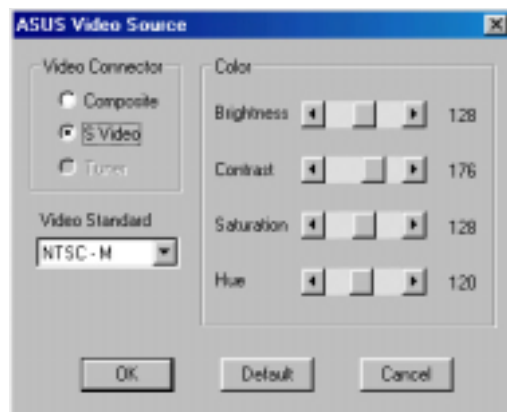 ASUS Video Source
Video Connector
Composite
S Video
Tuner
Video Standard
NTSC - M
Color
Brightness 128
Contrast 176
Saturation 128
Hue 120
OK Default Cancel